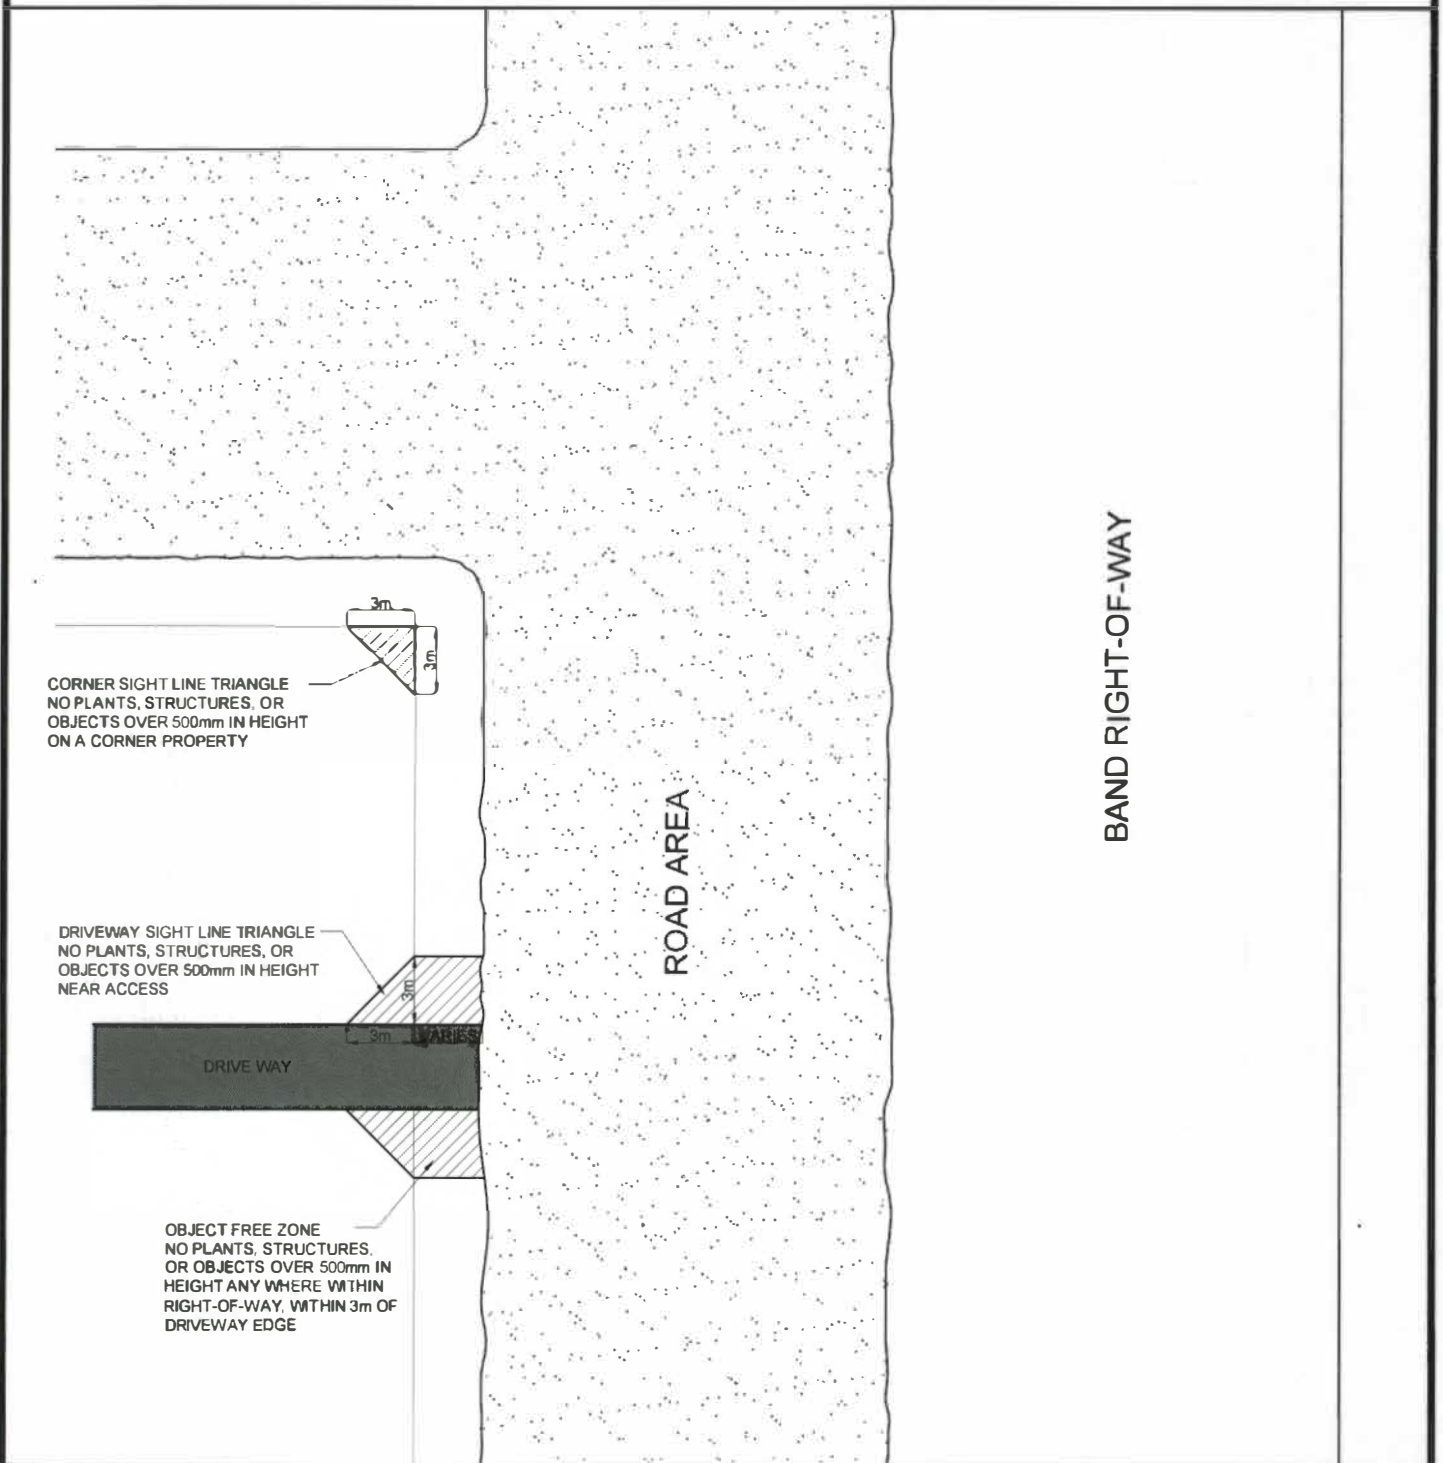 3m
3m
CORNER SIGHT LINE TRIANGLE
NO PLANTS, STRUCTURES, OR
OBJECTS OVER 500mm IN HEIGHT
ON A CORNER PROPERTY
BAND RIGHT-OF-WAY
ROAD AREA
DRIVEWAY SIGHT LINE TRIANGLE
NO PLANTS, STRUCTURES, OR
OBJECTS OVER 500mm IN HEIGHT
NEAR ACCESS
3m
3m
VARIES
DRIVE WAY
OBJECT FREE ZONE
NO PLANTS, STRUCTURES,
OR OBJECTS OVER 500mm IN
HEIGHT ANY WHERE WITHIN
RIGHT-OF-WAY, WITHIN 3m OF
DRIVEWAY EDGE